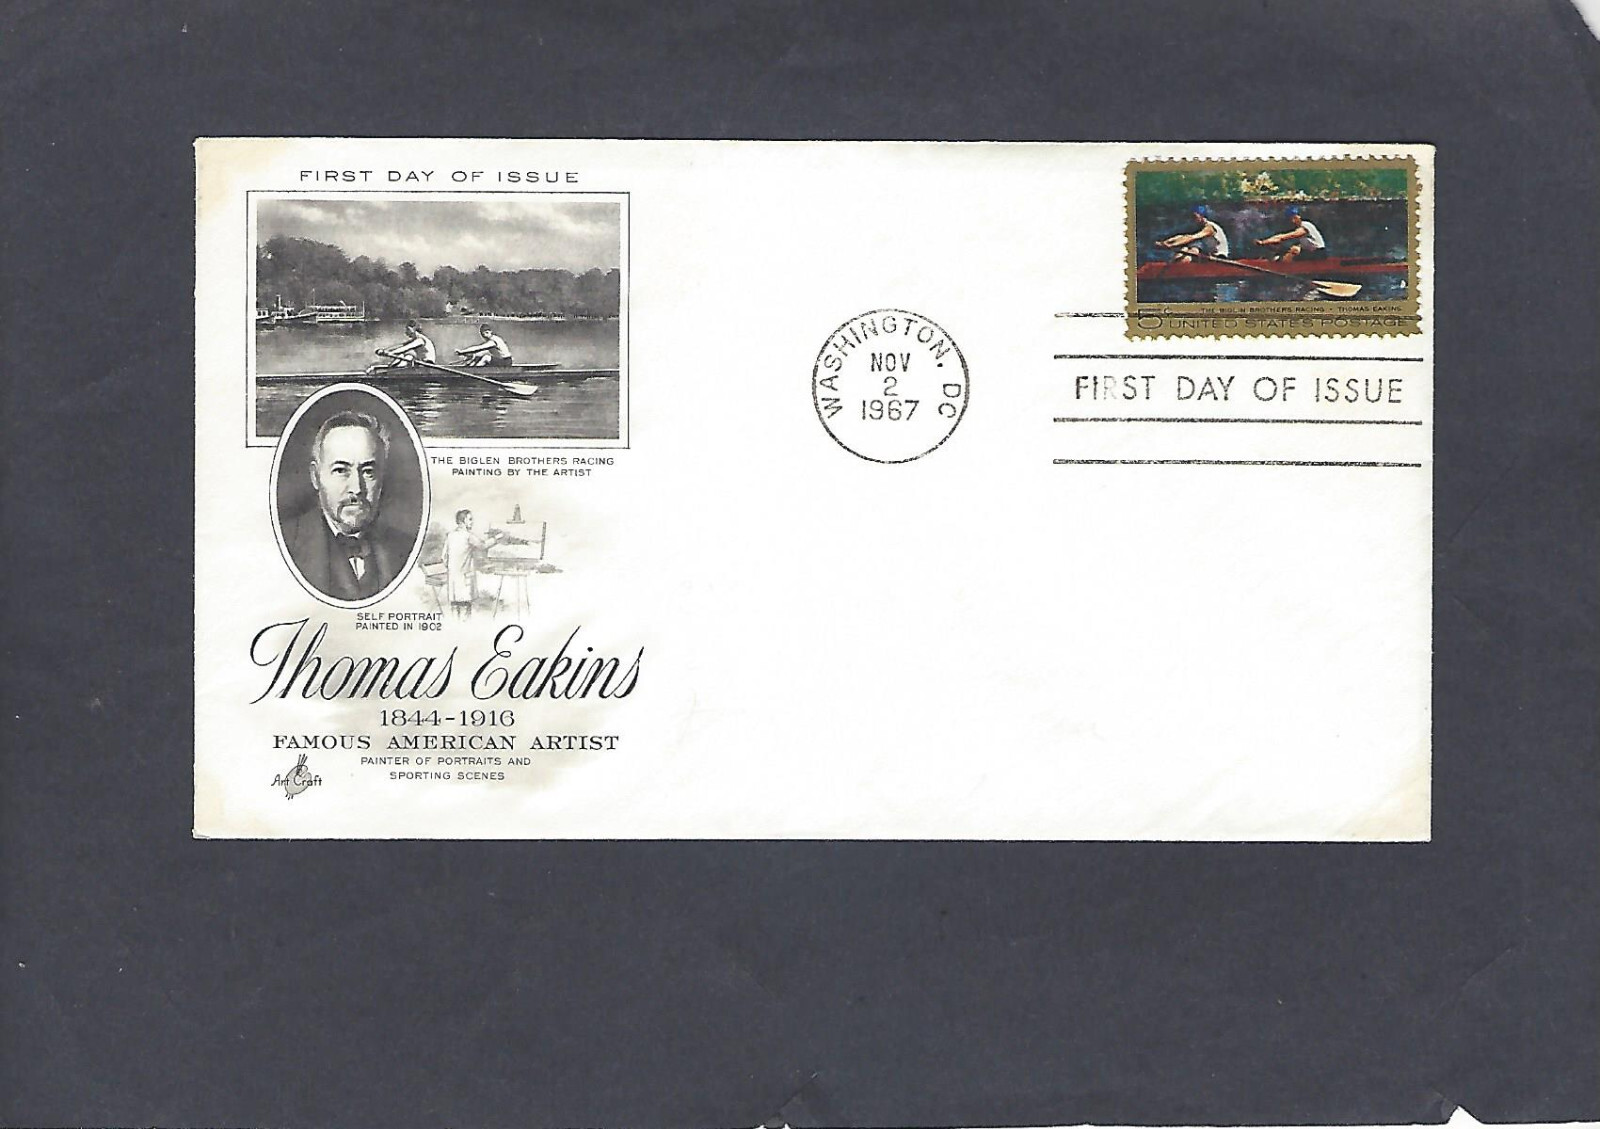 FIRST DAY OF ISSUE
THE BIGLEN BROTHERS RACING
PAINTING BY THE ARTIST
SELF PORTRAIT
PAINTED IN 1902
Thomas Eakins
1844-1916
FAMOUS AMERICAN ARTIST
PAINTER OF PORTRAITS AND
SPORTING SCENES
Art Craft
WASHINGTON, DC
NOV
2
1967
THE BIGLIN BROTHERS RACING · THOMAS EAKINS
5c UNITED STATES POSTAGE
FIRST DAY OF ISSUE